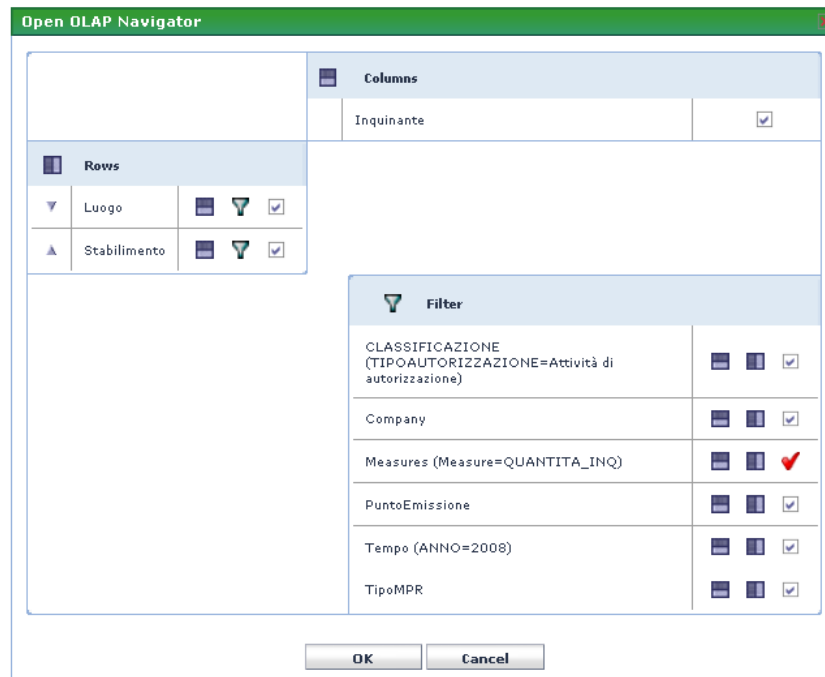 Open OLAP Navigator
Columns
Inquinante
Rows
Luogo
Stabilimento
Filter
CLASSIFICAZIONE
(TIPOAUTORIZZAZIONE=Attività di
autorizzazione)
Company
Measures (Measure=QUANTITA_INQ)
PuntoEmissione
Tempo (ANNO=2008)
TipoMPR
OK
Cancel